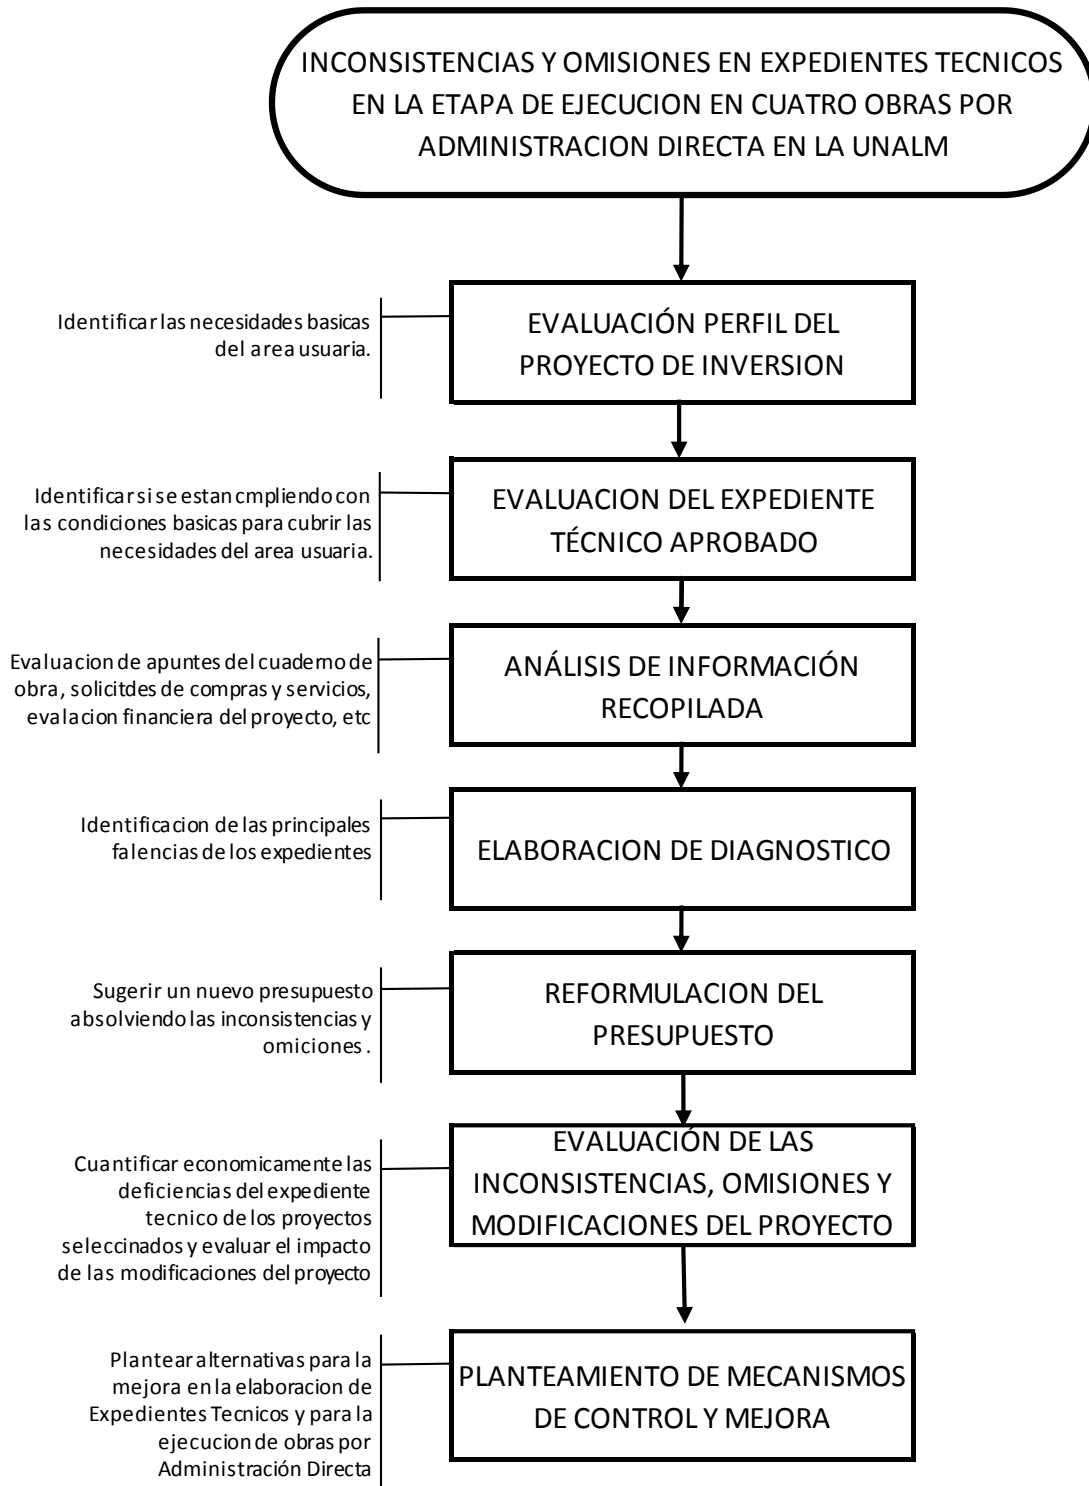 INCONSISTENCIAS Y OMISIONES EN EXPEDIENTES TECNICOS
EN LA ETAPA DE EJECUCION EN CUATRO OBRAS POR
ADMINISTRACION DIRECTA EN LA UNALM
Identificar las necesidades basicas
del area usuaria.
EVALUACIÓN PERFIL DEL
PROYECTO DE INVERSION
Identificar si se estan cmpliendo con
las condiciones basicas para cubrir las
necesidades del area usuaria.
EVALUACION DEL EXPEDIENTE
TÉCNICO APROBADO
Evaluacion de apuntes del cuaderno de
obra, solicitdes de compras y servicios,
evalacion financiera del proyecto, etc
ANÁLISIS DE INFORMACIÓN
RECOPILADA
Identificacion de las principales
falencias de los expedientes
ELABORACION DE DIAGNOSTICO
Sugerir un nuevo presupuesto
absolviendo las inconsistencias y
omiciones .
REFORMULACION DEL
PRESUPUESTO
Cuantificar economicamente las
deficiencias del expediente
tecnico de los proyectos
seleccinados y evaluar el impacto
de las modificaciones del proyecto
EVALUACIÓN DE LAS
INCONSISTENCIAS, OMISIONES Y
MODIFICACIONES DEL PROYECTO
Plantear alternativas para la
mejora en la elaboracion de
Expedientes Tecnicos y para la
ejecucion de obras por
Administración Directa
PLANTEAMIENTO DE MECANISMOS
DE CONTROL Y MEJORA